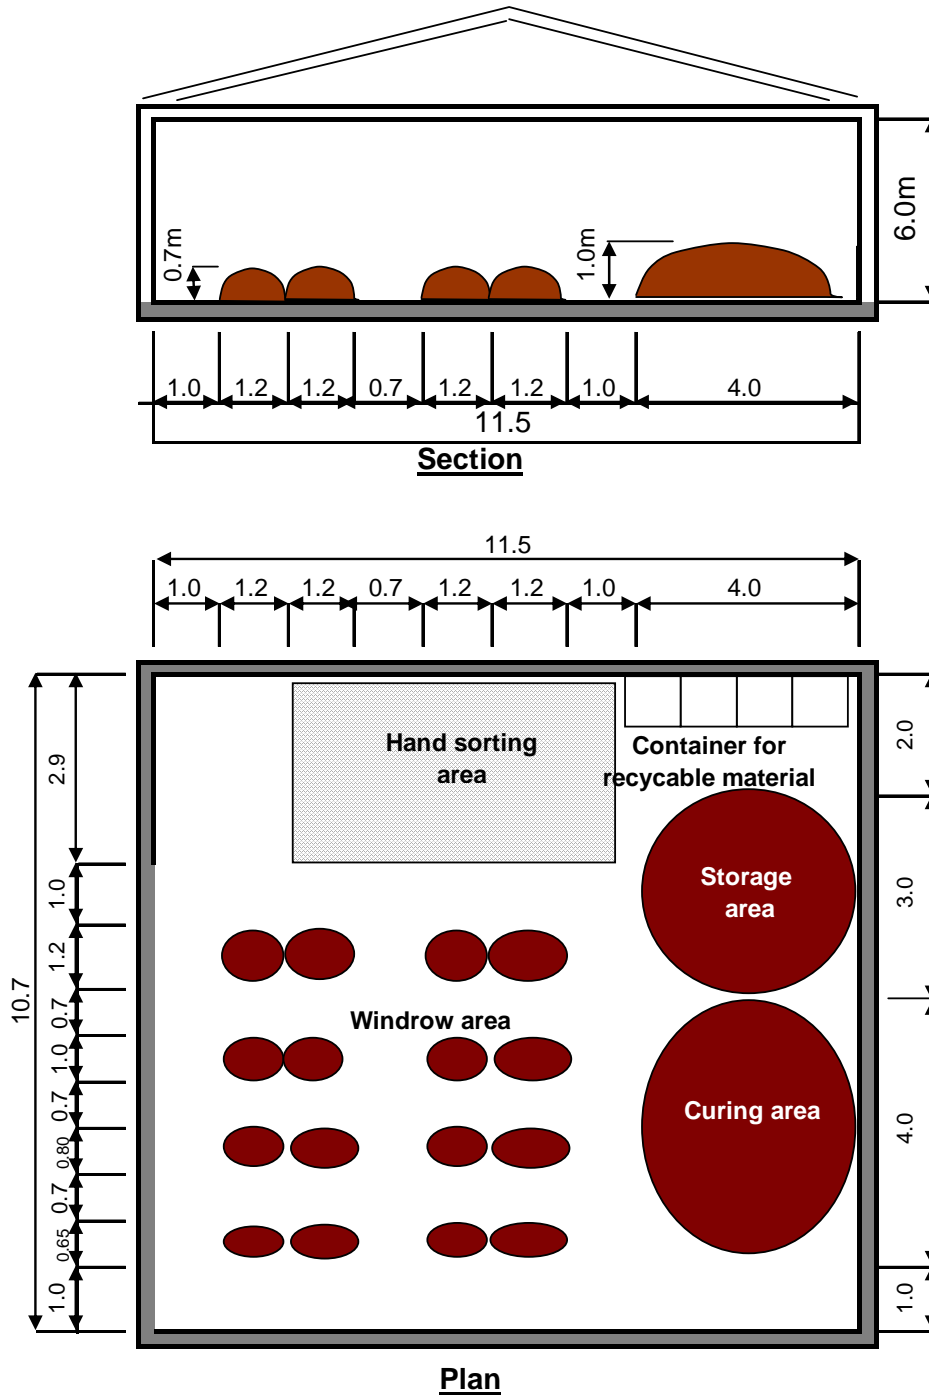 0.7m
1.0m
6.0m
1.0 1.2 1.2 0.7 1.2 1.2 1.0 4.0
11.5
Section
11.5
1.0 1.2 1.2 0.7 1.2 1.2 1.0 4.0
10.7
2.9
1.0
1.2
0.7
1.0
0.7
0.80
0.7
0.65
1.0
Hand sorting
area
Container for
recycable material
Storage
area
Windrow area
Curing area
2.0
3.0
4.0
1.0
Plan